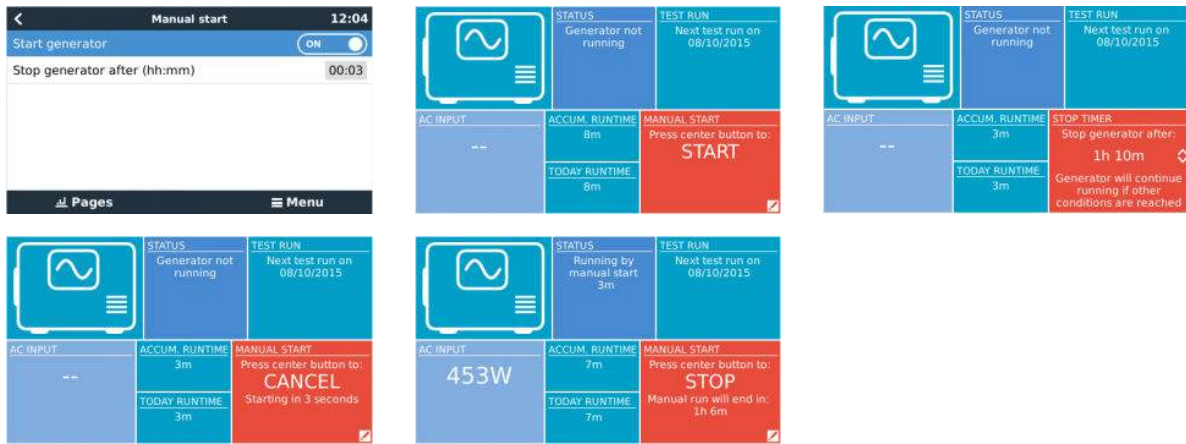 Manual start 12:04
Start generator ON
Stop generator after (hh:mm) 00:03
Pages Menu
STATUS
Generator not
running
TEST RUN
Next test run on
08/10/2015
AC INPUT
--
ACCUM. RUNTIME
8m
TODAY RUNTIME
8m
MANUAL START
Press center button to:
START
STATUS
Generator not
running
TEST RUN
Next test run on
08/10/2015
AC INPUT
--
ACCUM. RUNTIME
3m
TODAY RUNTIME
3m
STOP TIMER
Stop generator after:
1h 10m
Generator will continue
running if other
conditions are reached
STATUS
Generator not
running
TEST RUN
Next test run on
08/10/2015
AC INPUT
--
ACCUM. RUNTIME
3m
TODAY RUNTIME
3m
MANUAL START
Press center button to:
CANCEL
Starting in 3 seconds
STATUS
Running by
manual start
3m
TEST RUN
Next test run on
08/10/2015
AC INPUT
453W
ACCUM. RUNTIME
7m
TODAY RUNTIME
7m
MANUAL START
Press center button to:
STOP
Manual run will end in:
1h 6m